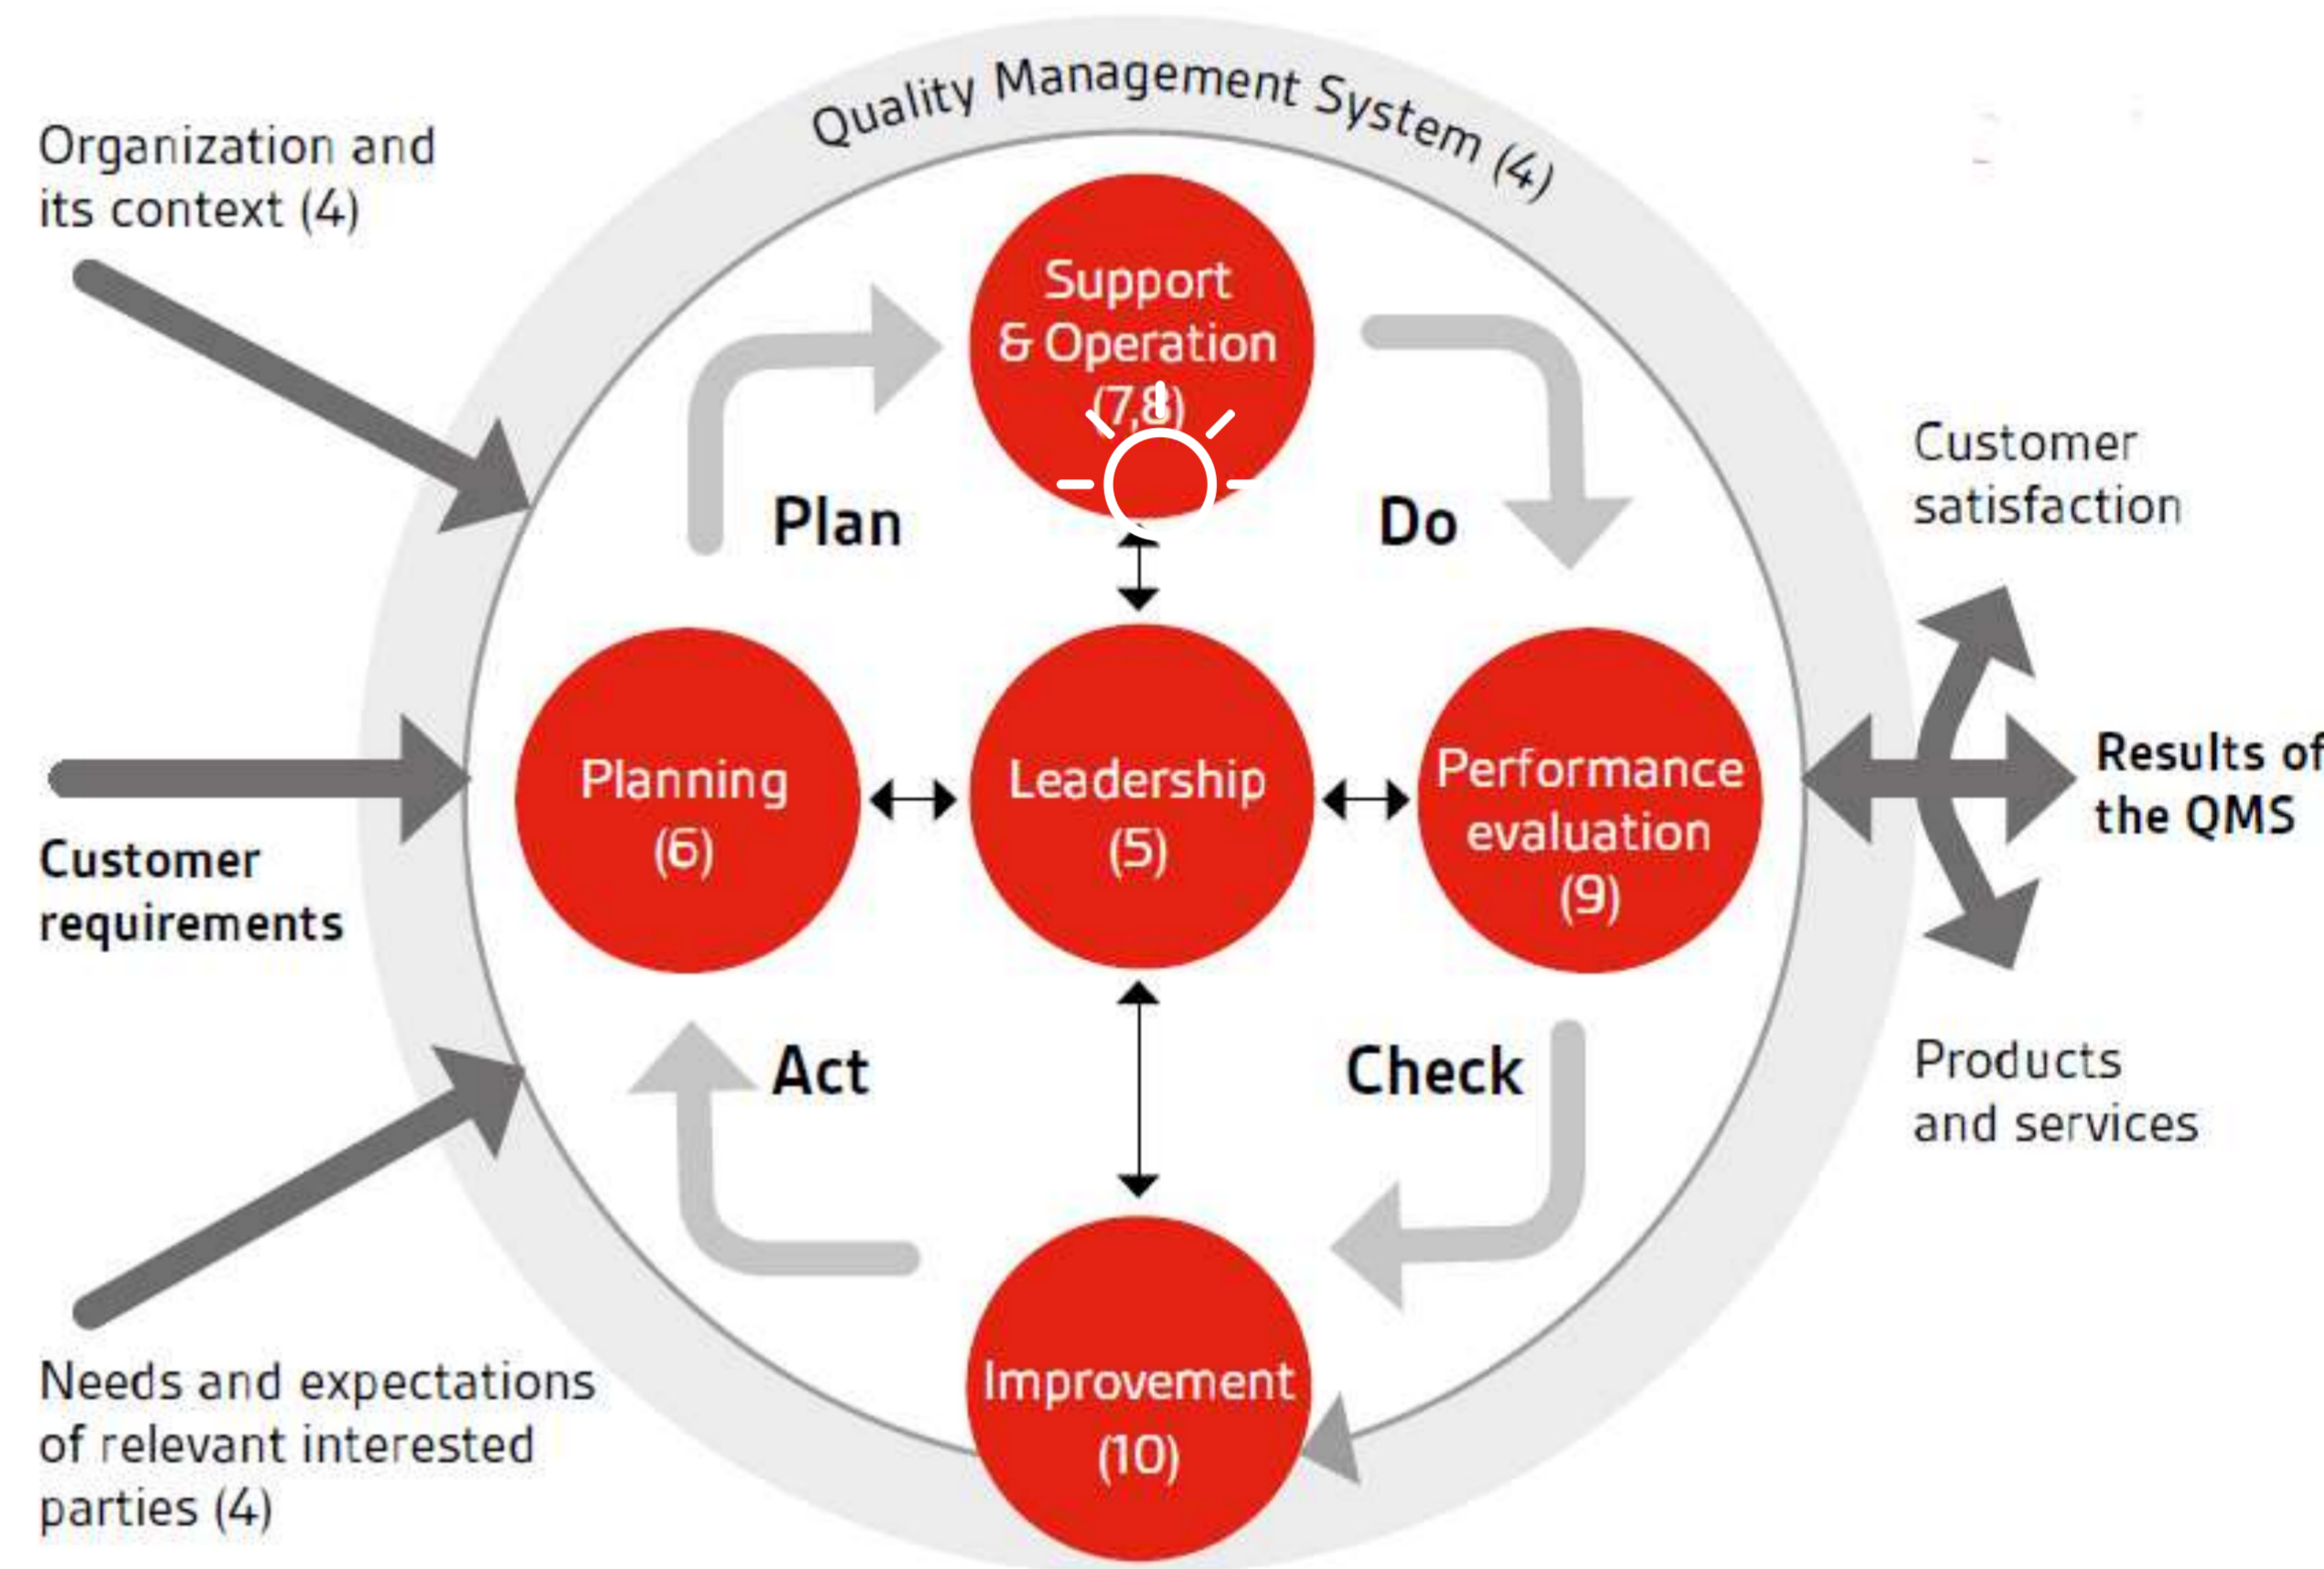 Quality Management System (4)
Organization and
its context (4)
Support
& Operation
(7,8)
Plan
Do
Customer
satisfaction
Planning
(6)
Leadership
(5)
Performance
evaluation
(9)
Results of
the QMS
Customer
requirements
Act
Check
Products
and services
Improvement
(10)
Needs and expectations
of relevant interested
parties (4)